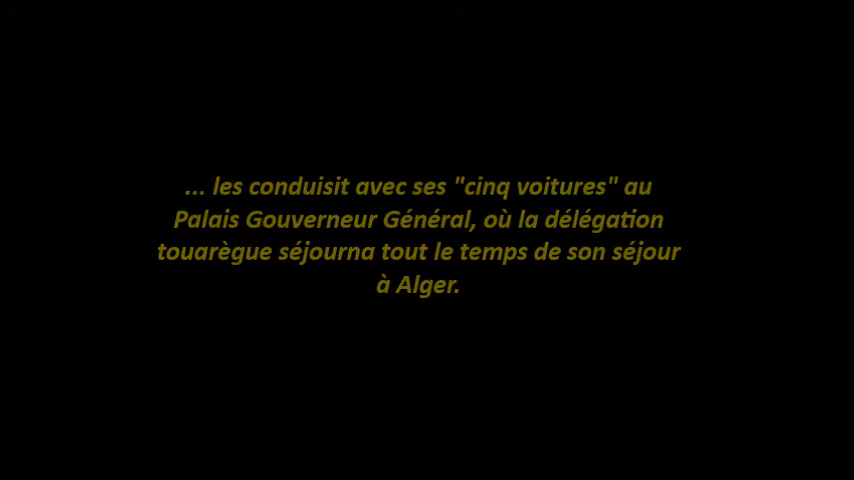 ... les conduisit avec ses "cinq voitures" au
Palais Gouverneur Général, où la délégation
touarègue séjourna tout le temps de son séjour
à Alger.